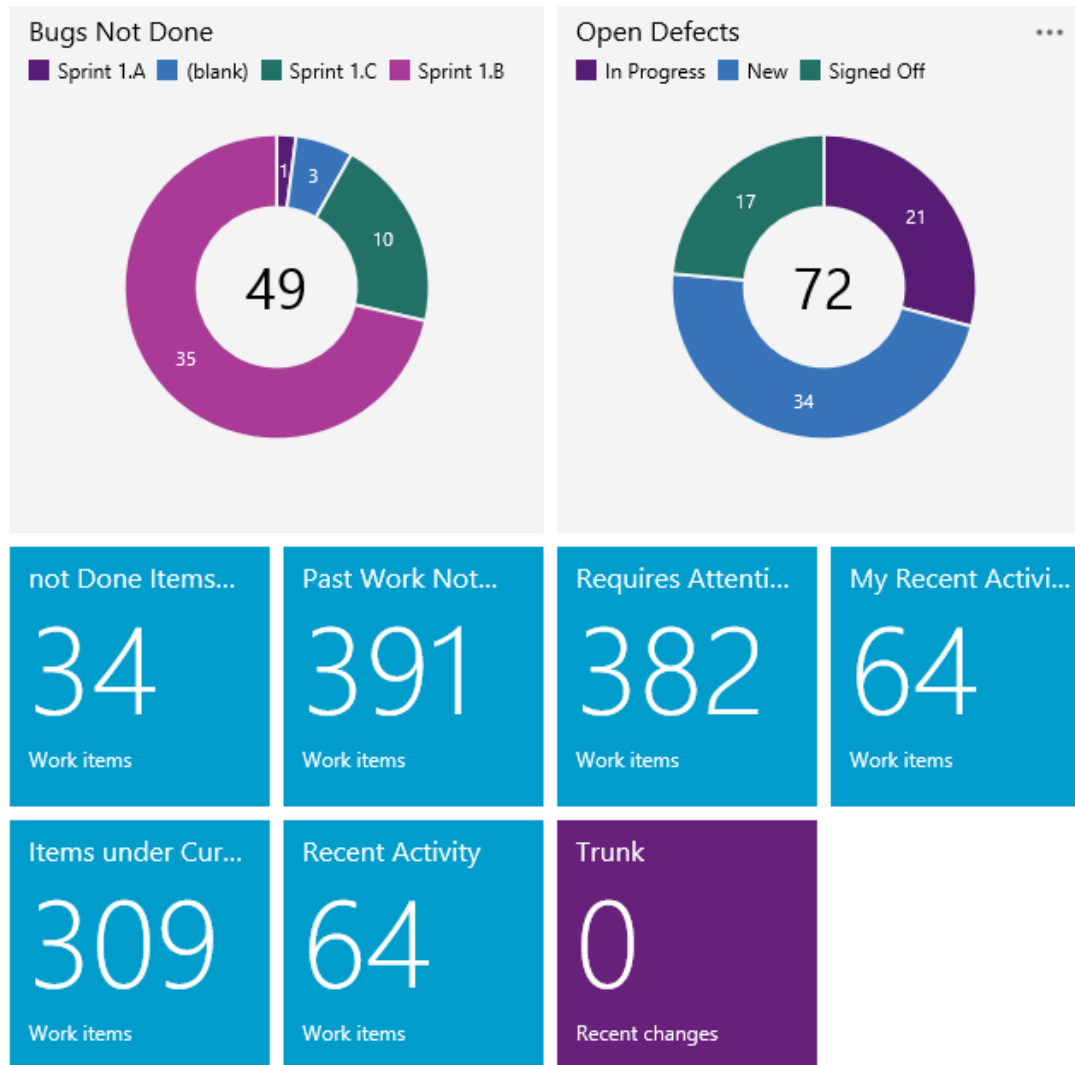 Bugs Not Done
Sprint 1.A (blank) Sprint 1.C Sprint 1.B
1
3
10
49
35
Open Defects
In Progress New Signed Off
17
21
72
34
not Done Items...
34
Work items
Past Work Not...
391
Work items
Requires Attenti...
382
Work items
My Recent Activi...
64
Work items
Items under Cur...
309
Work items
Recent Activity
64
Work items
Trunk
0
Recent changes